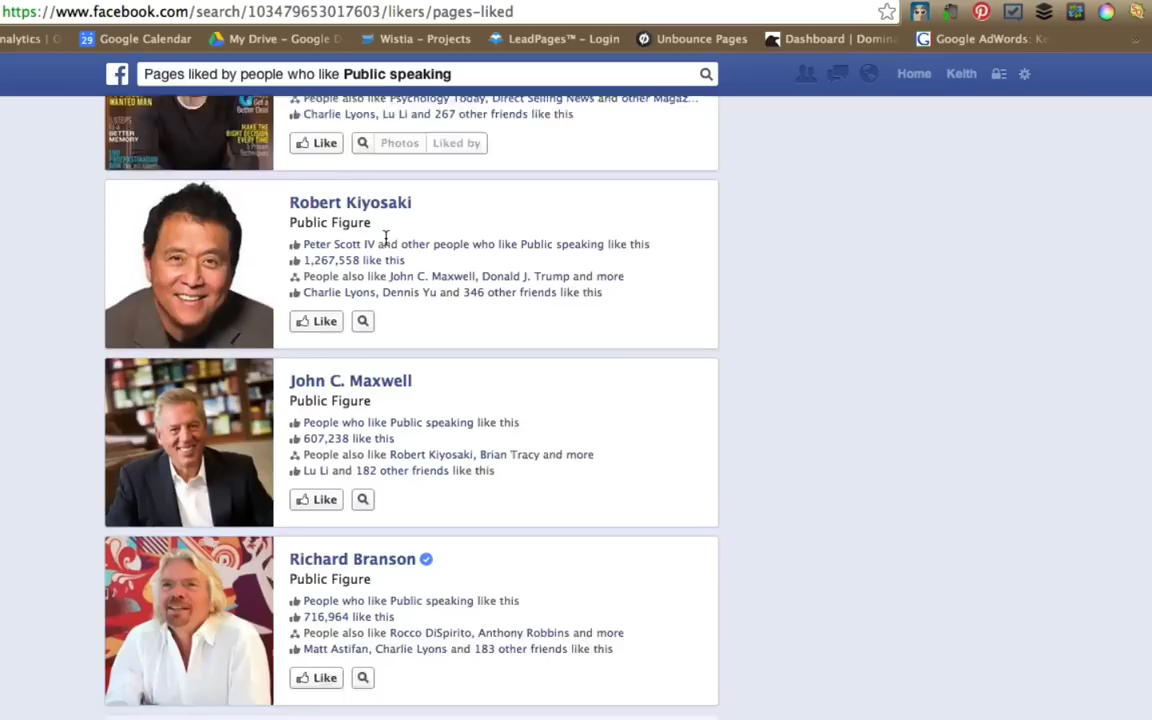 https://www.facebook.com/search/103479653017603/likers/pages-liked
nalytics
29 Google Calendar
My Drive – Google D
Wistia – Projects
LeadPages™ – Login
Unbounce Pages
Dashboard | Domina
Google AdWords: Ke
Pages liked by people who like Public speaking
Home
Keith
WANTED MAN
BETTER
MEMORY
People also like Psychology Today, Direct Selling News and other Magaz...
Charlie Lyons, Lu Li and 267 other friends like this
Like
Photos
Liked by
Robert Kiyosaki
Public Figure
Peter Scott IV and other people who like Public speaking like this
1,267,558 like this
People also like John C. Maxwell, Donald J. Trump and more
Charlie Lyons, Dennis Yu and 346 other friends like this
Like
John C. Maxwell
Public Figure
People who like Public speaking like this
607,238 like this
People also like Robert Kiyosaki, Brian Tracy and more
Lu Li and 182 other friends like this
Like
Richard Branson
Public Figure
People who like Public speaking like this
716,964 like this
People also like Rocco DiSpirito, Anthony Robbins and more
Matt Astifan, Charlie Lyons and 183 other friends like this
Like